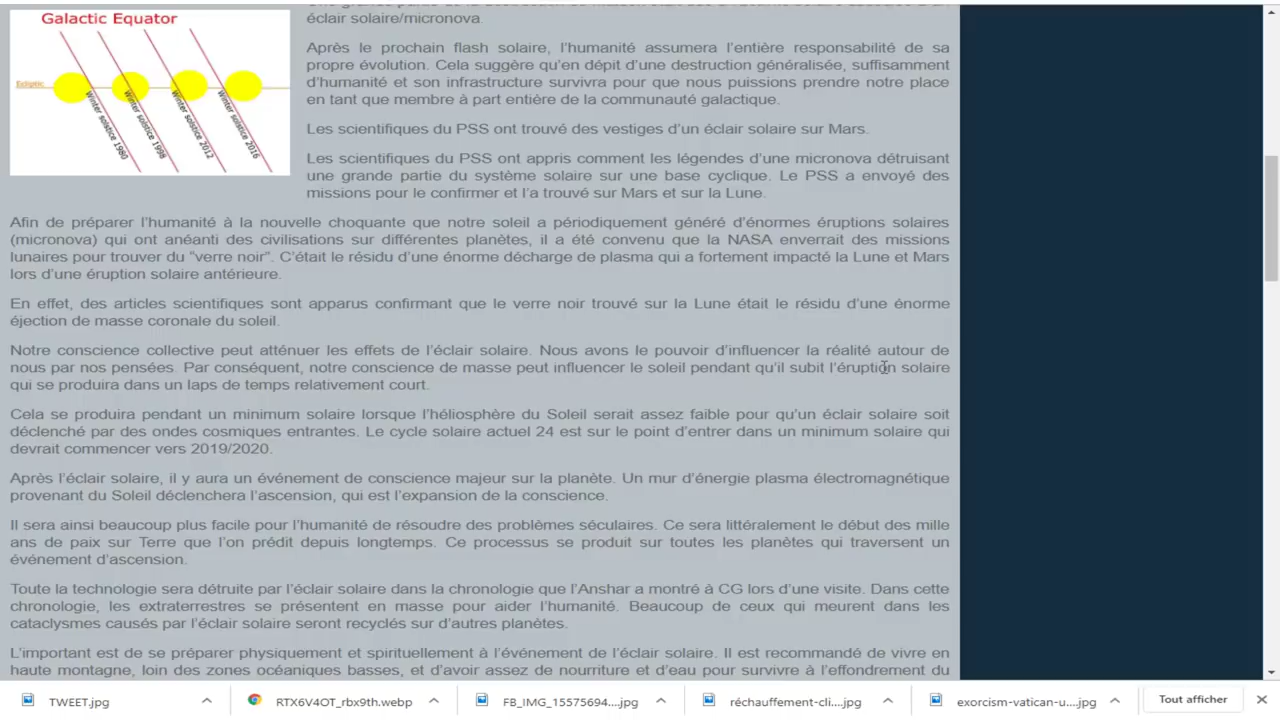 Galactic Equator
Ecliptic
Winter solstice 1980
Winter solstice 1998
Winter solstice 2012
Winter solstice 2016
éclair solaire/micronova.
Après le prochain flash solaire, l'humanité assumera l'entière responsabilité de sa
propre évolution. Cela suggère qu'en dépit d'une destruction généralisée, suffisamment
d'humanité et son infrastructure survivra pour que nous puissions prendre notre place
en tant que membre à part entière de la communauté galactique.
Les scientifiques du PSS ont trouvé des vestiges d'un éclair solaire sur Mars.
Les scientifiques du PSS ont appris comment les légendes d'une micronova détruisant
une grande partie du système solaire sur une base cyclique. Le PSS a envoyé des
missions pour le confirmer et l'a trouvé sur Mars et sur la Lune.
Afin de préparer l'humanité à la nouvelle choquante que notre soleil a périodiquement généré d'énormes éruptions solaires
(micronova) qui ont anéanti des civilisations sur différentes planètes, il a été convenu que la NASA enverrait des missions
lunaires pour trouver du "verre noir". C'était le résidu d'une énorme décharge de plasma qui a fortement impacté la Lune et Mars
lors d'une éruption solaire antérieure.
En effet, des articles scientifiques sont apparus confirmant que le verre noir trouvé sur la Lune était le résidu d'une énorme
éjection de masse coronale du soleil.
Notre conscience collective peut atténuer les effets de l'éclair solaire. Nous avons le pouvoir d'influencer la réalité autour de
nous par nos pensées. Par conséquent, notre conscience de masse peut influencer le soleil pendant qu'il subit l'éruption solaire
qui se produira dans un laps de temps relativement court.
Cela se produira pendant un minimum solaire lorsque l'héliosphère du Soleil serait assez faible pour qu'un éclair solaire soit
déclenché par des ondes cosmiques entrantes. Le cycle solaire actuel 24 est sur le point d'entrer dans un minimum solaire qui
devrait commencer vers 2019/2020.
Après l'éclair solaire, il y aura un événement de conscience majeur sur la planète. Un mur d'énergie plasma électromagnétique
provenant du Soleil déclenchera l'ascension, qui est l'expansion de la conscience.
Il sera ainsi beaucoup plus facile pour l'humanité de résoudre des problèmes séculaires. Ce sera littéralement le début des mille
ans de paix sur Terre que l'on prédit depuis longtemps. Ce processus se produit sur toutes les planètes qui traversent un
événement d'ascension.
Toute la technologie sera détruite par l'éclair solaire dans la chronologie que l'Anshar a montré à CG lors d'une visite. Dans cette
chronologie, les extraterrestres se présentent en masse pour aider l'humanité. Beaucoup de ceux qui meurent dans les
cataclysmes causés par l'éclair solaire seront recyclés sur d'autres planètes.
L'important est de se préparer physiquement et spirituellement à l'événement de l'éclair solaire. Il est recommandé de vivre en
haute montagne, loin des zones océaniques basses, et d'avoir assez de nourriture et d'eau pour survivre à l'effondrement du
TWEET.jpg
RTX6V4OT_rbx9th.webp
FB_IMG_15575694....jpg
réchauffement-cli....jpg
exorcism-vatican-u....jpg
Tout afficher